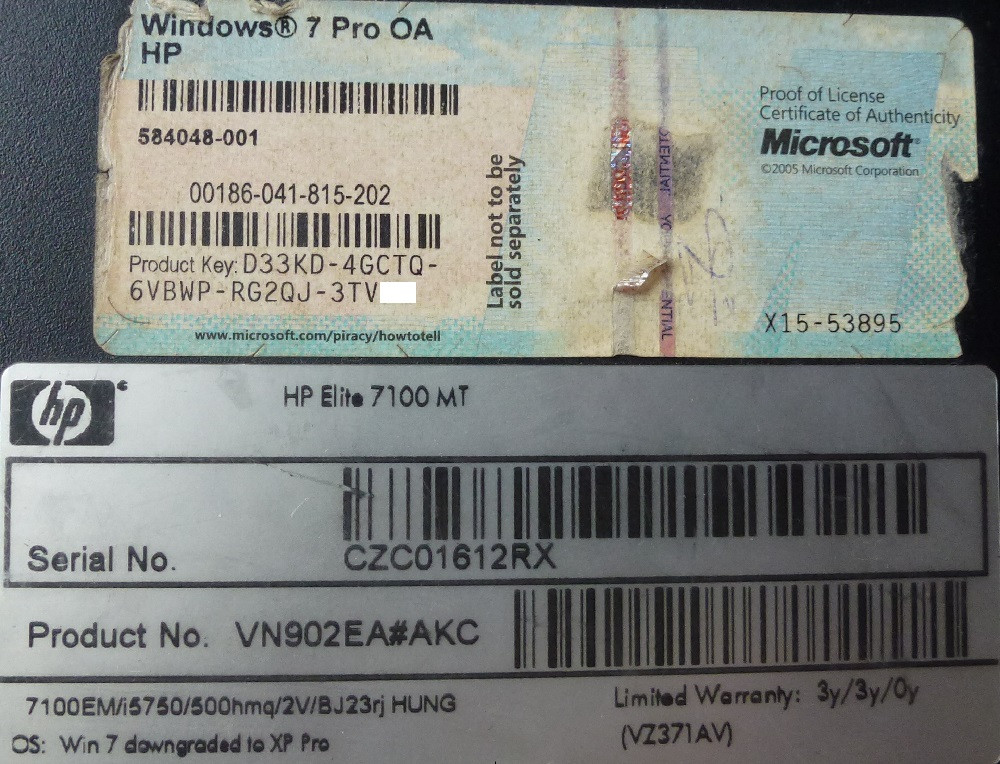 Windows® 7 Pro OA
HP
584048-001
00186-041-815-202
Product Key: D33KD-4GCTQ-
6VBWP-RG2QJ-3TV
www.microsoft.com/piracy/howtotell
Label not to be
sold separately
Proof of License
Certificate of Authenticity
Microsoft®
©2005 Microsoft Corporation
X15-53895
hp
HP Elite 7100 MT
CZC01612RX
Serial No.
Product No. VN902EA#AKC
7100EM/i5750/500hmq/2V/BJ23rj HUNG
OS: Win 7 downgraded to XP Pro
Limited Warranty: 3y/3y/0y
(VZ371AV)